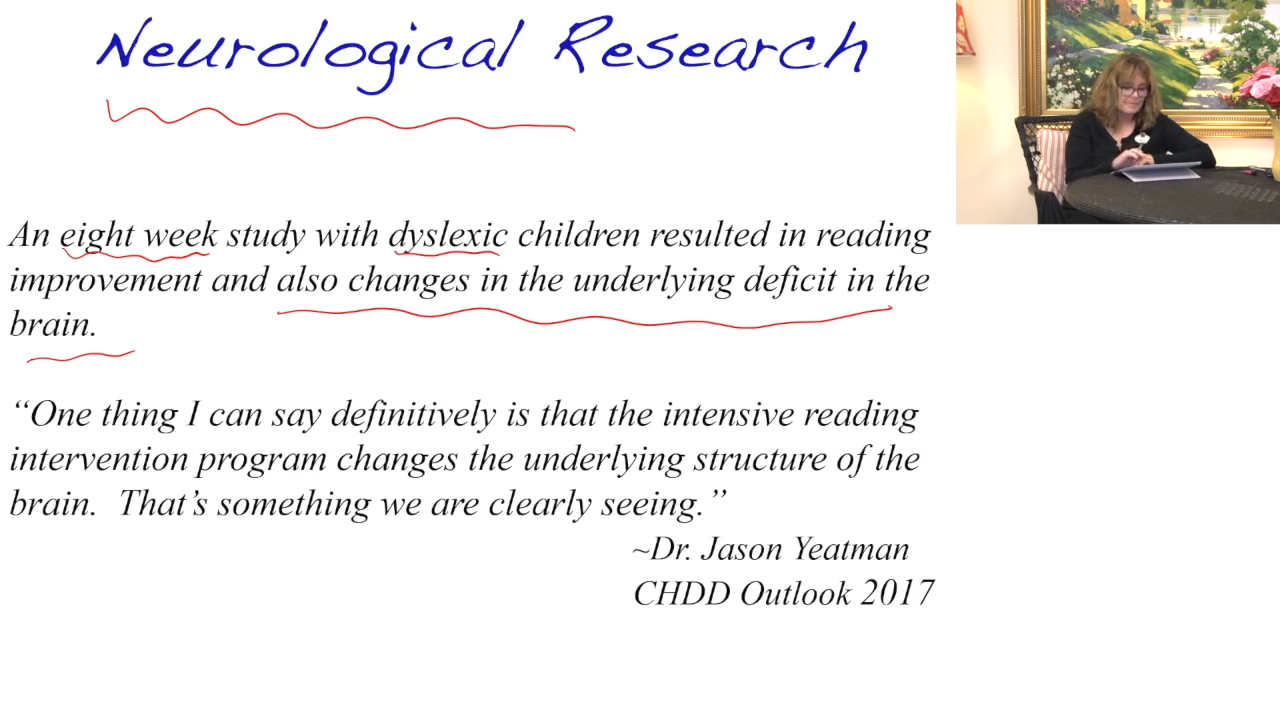 Neurological Research
An eight week study with dyslexic children resulted in reading
improvement and also changes in the underlying deficit in the
brain.
“One thing I can say definitively is that the intensive reading
intervention program changes the underlying structure of the
brain.  That’s something we are clearly seeing.”
~Dr. Jason Yeatman
CHDD Outlook 2017